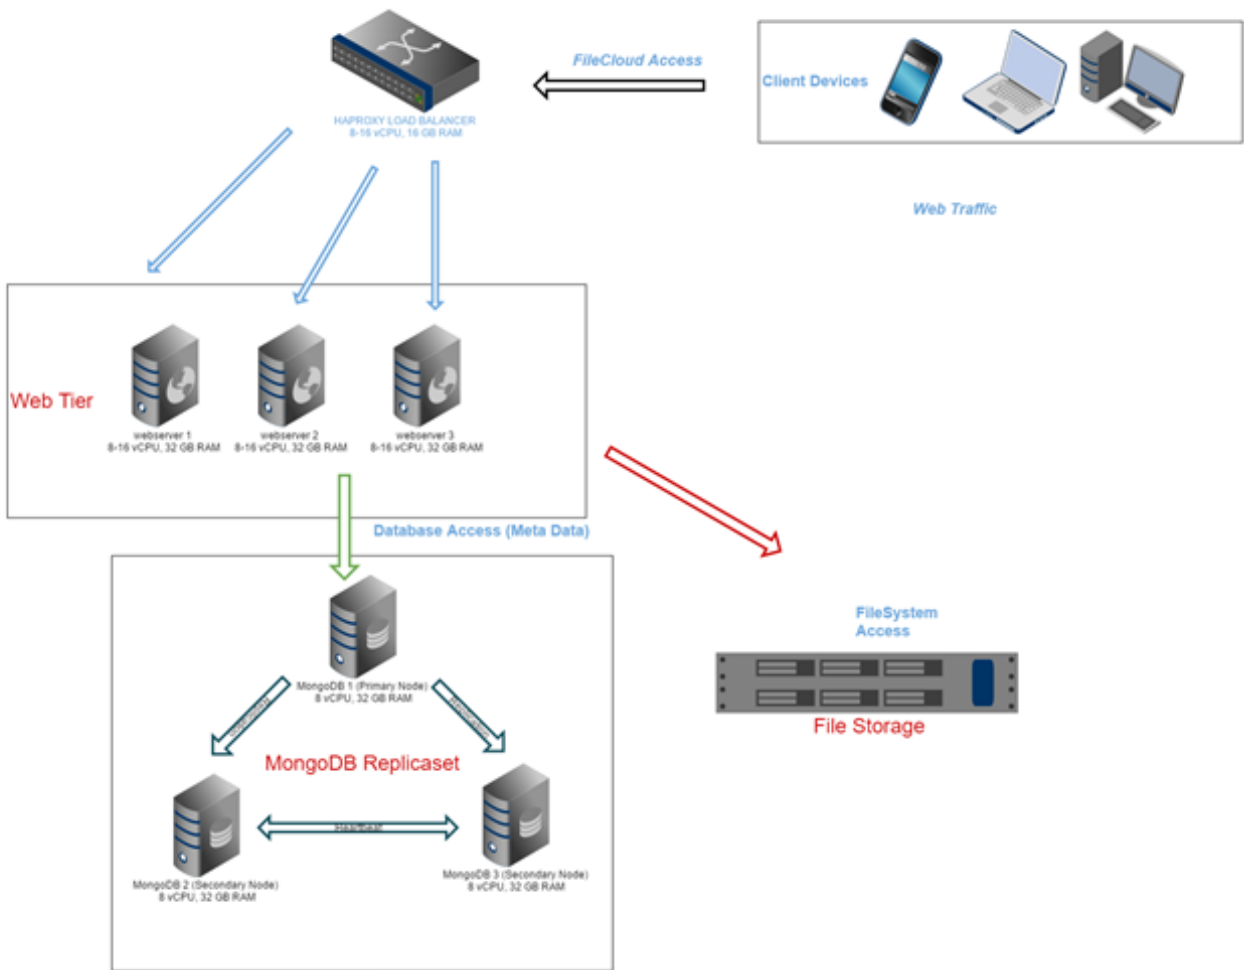 FileCloud Access
Client Devices
HAPROXY LOAD BALANCER
8-16 vCPU, 16 GB RAM
Web Traffic
Web Tier
webserver 1
8-16 vCPU, 32 GB RAM
webserver 2
8-16 vCPU, 32 GB RAM
webserver 3
8-16 vCPU, 32 GB RAM
Database Access (Meta Data)
FileSystem
Access
File Storage
MongoDB 1 (Primary Node)
8 vCPU, 32 GB RAM
Replication
MongoDB Replicaset
Heartbeat
MongoDB 2 (Secondary Node)
8 vCPU, 32 GB RAM
MongoDB 3 (Secondary Node)
8 vCPU, 32 GB RAM